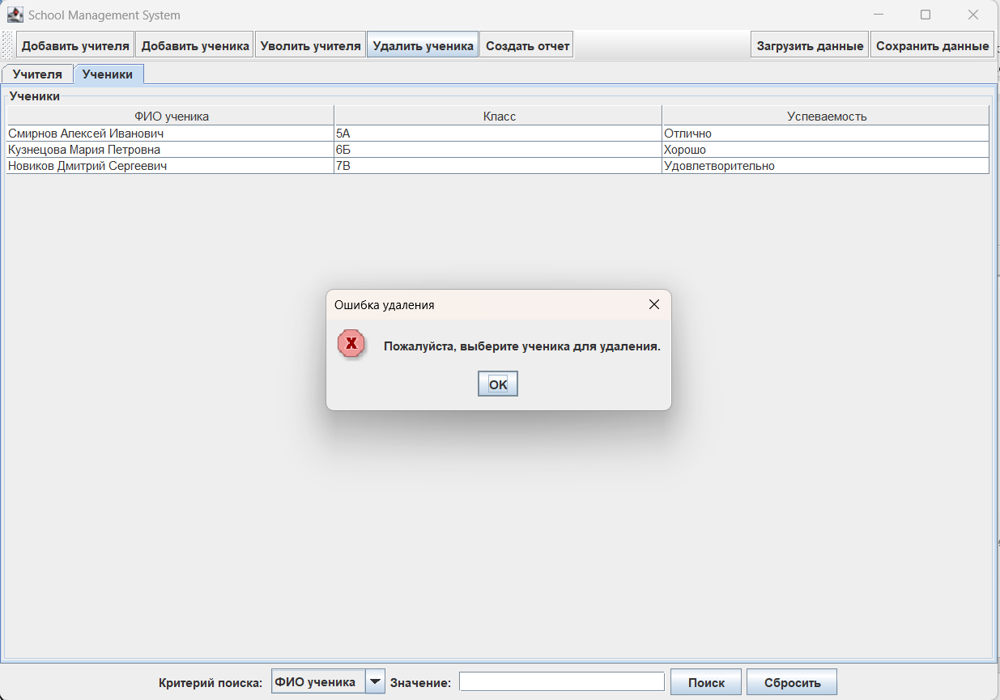 School Management System
Добавить учителя Добавить ученика Уволить учителя Удалить ученика Создать отчет Загрузить данные Сохранить данные
Учителя Ученики
Ученики
ФИО ученика Класс Успеваемость
Смирнов Алексей Иванович 5А Отлично
Кузнецова Мария Петровна 6Б Хорошо
Новиков Дмитрий Сергеевич 7В Удовлетворительно
Ошибка удаления
Пожалуйста, выберите ученика для удаления.
OK
Критерий поиска: ФИО ученика Значение: Поиск Сбросить